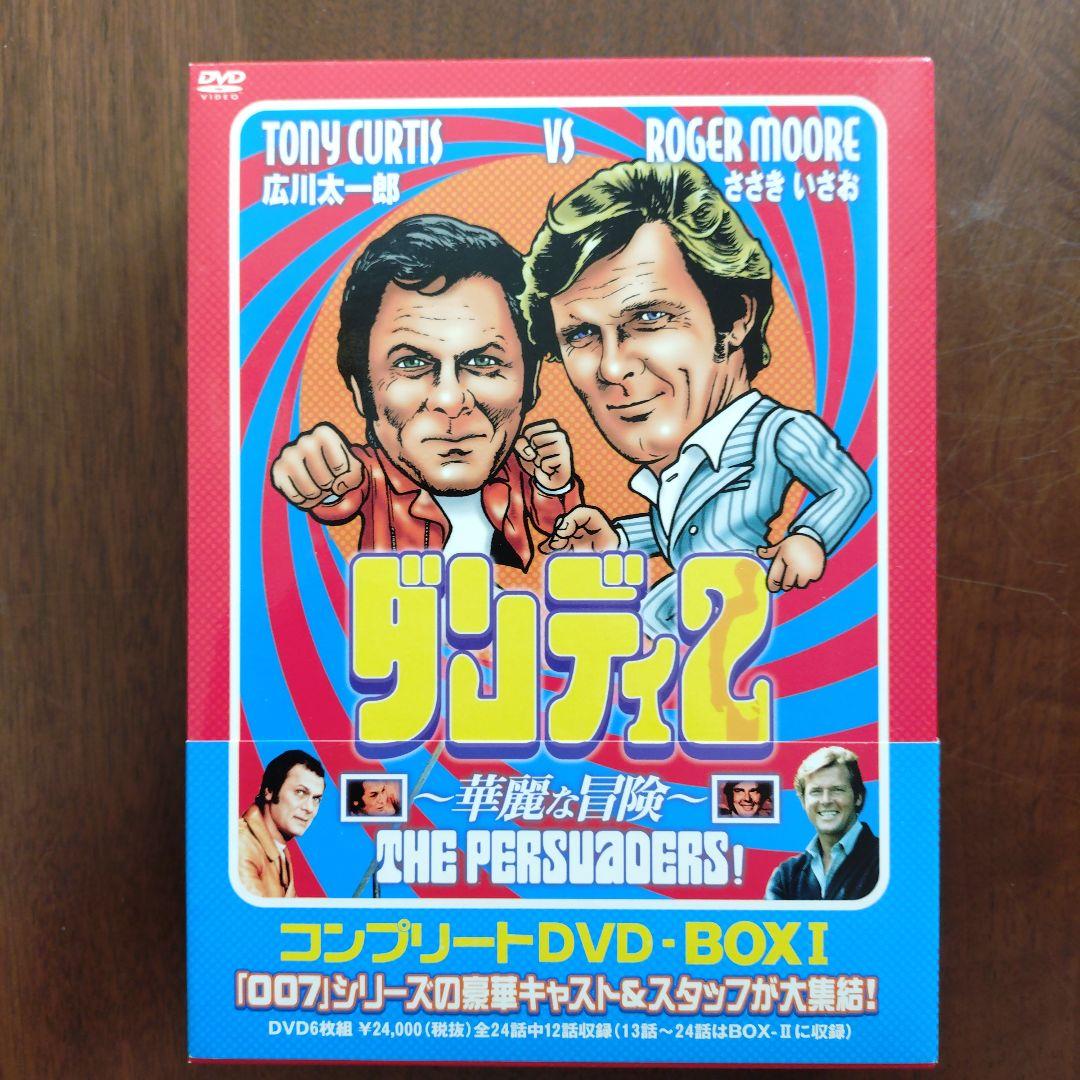 DVD
VIDEO
TONY CURTIS VS ROGER MOORE
広川太一郎 ささき いさお
ダンディ2
～華麗な冒険～
THE PERSUADERS!
コンプリートDVD-BOXⅠ
「007」シリーズの豪華キャスト&スタッフが大集結!
DVD6枚組 ¥24,000(税抜)全24話中12話収録(13話～24話はBOX-Ⅱに収録)